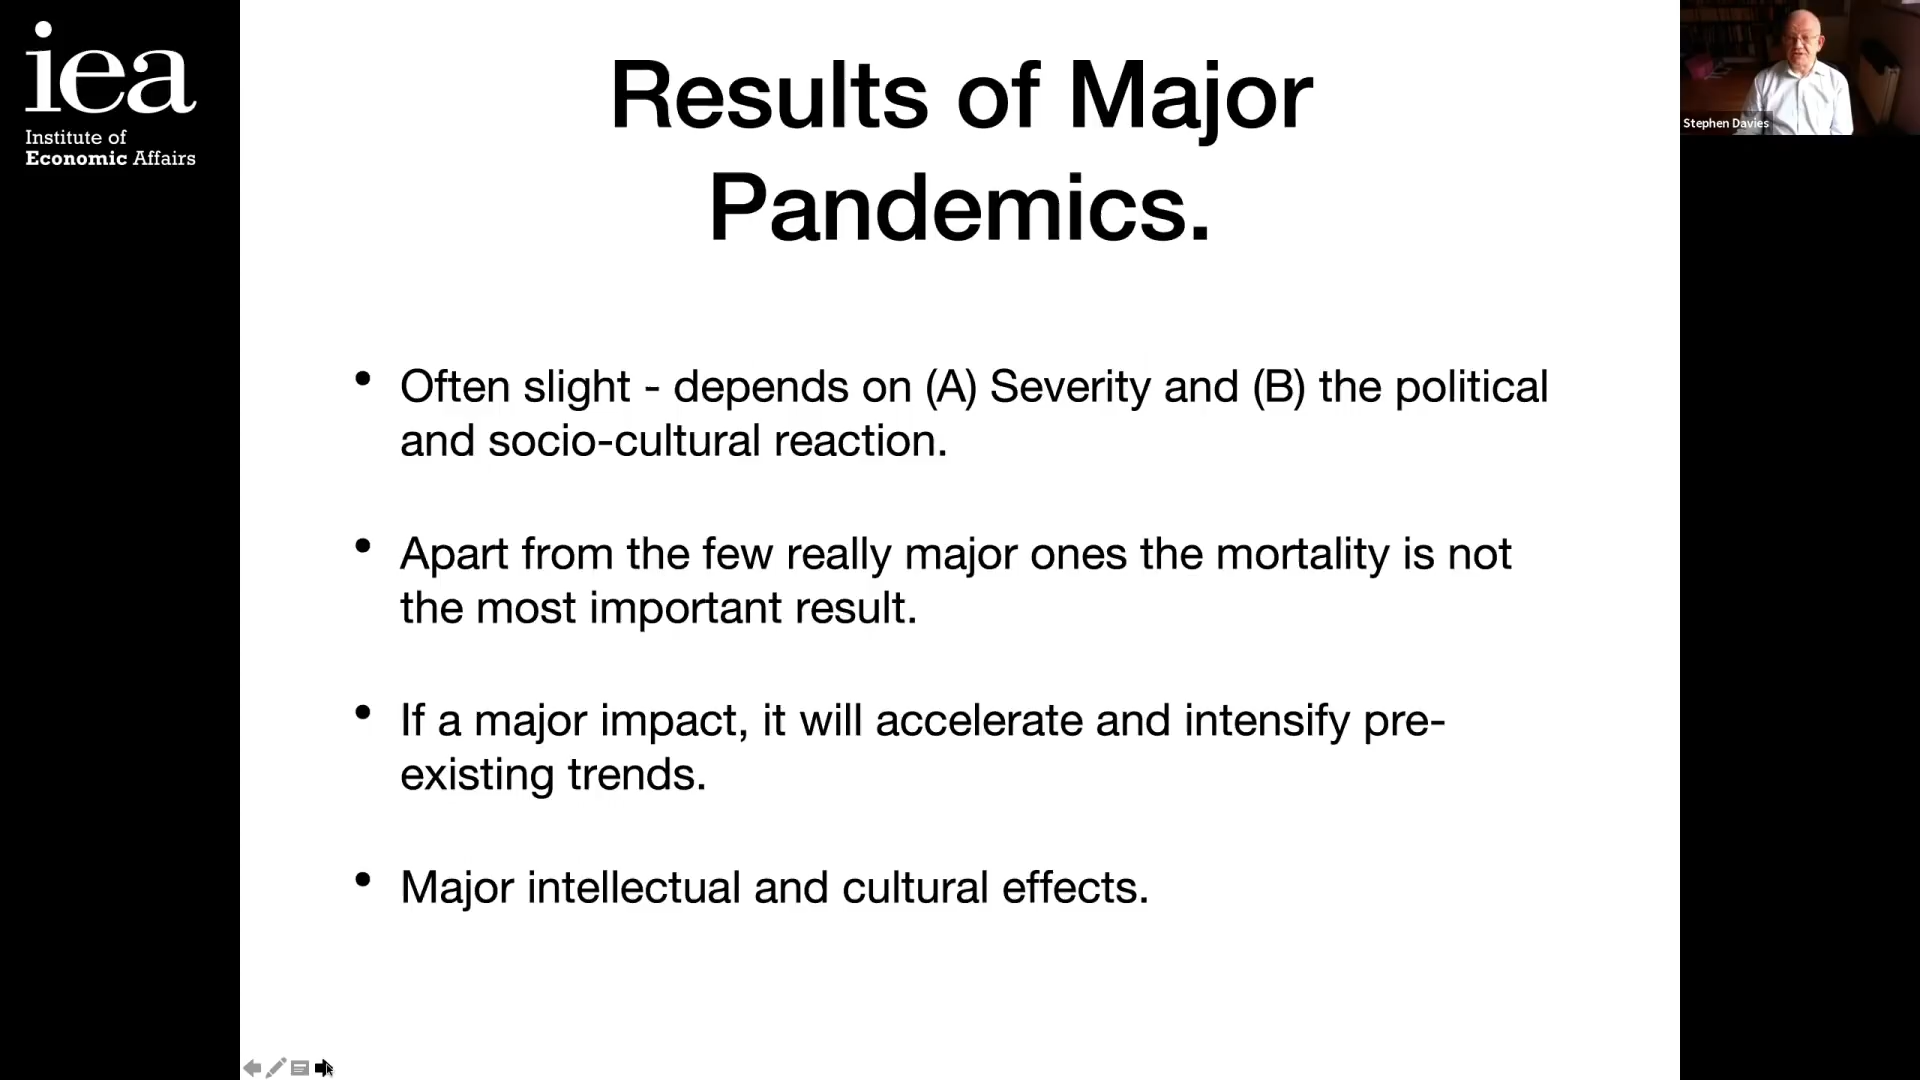 iea
Institute of
Economic Affairs
Results of Major
Pandemics.
Stephen Davies
• Often slight - depends on (A) Severity and (B) the political
and socio-cultural reaction.
• Apart from the few really major ones the mortality is not
the most important result.
• If a major impact, it will accelerate and intensify pre-
existing trends.
• Major intellectual and cultural effects.